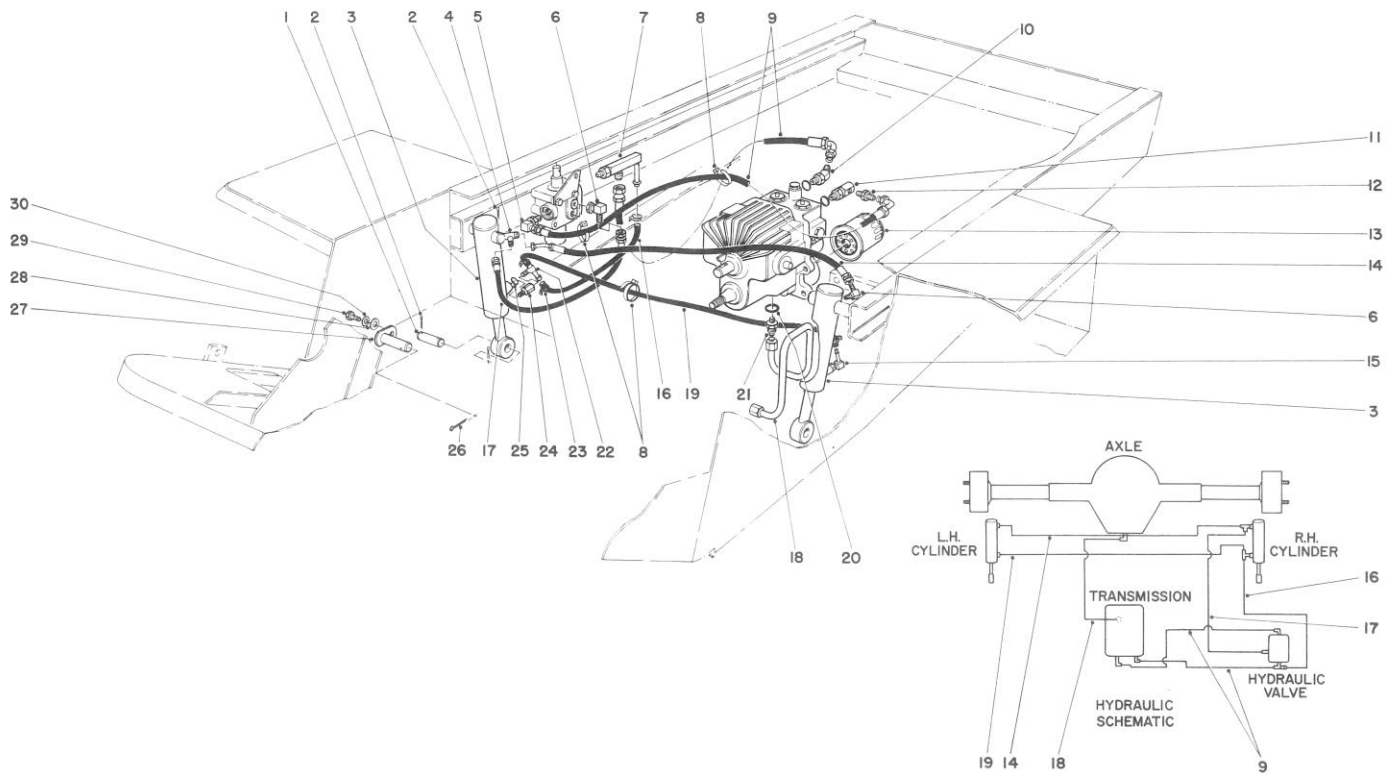 1 2 3 2 4 5 6 7 8 9 8 10
11
12
13
14
6
15
3
30
29
28
27
26 17 25 24 23 22 8 16 19 21 18 20
AXLE
L.H.
CYLINDER
R.H.
CYLINDER
TRANSMISSION
16
17
18
HYDRAULIC
VALVE
HYDRAULIC
SCHEMATIC
19 14 18 9